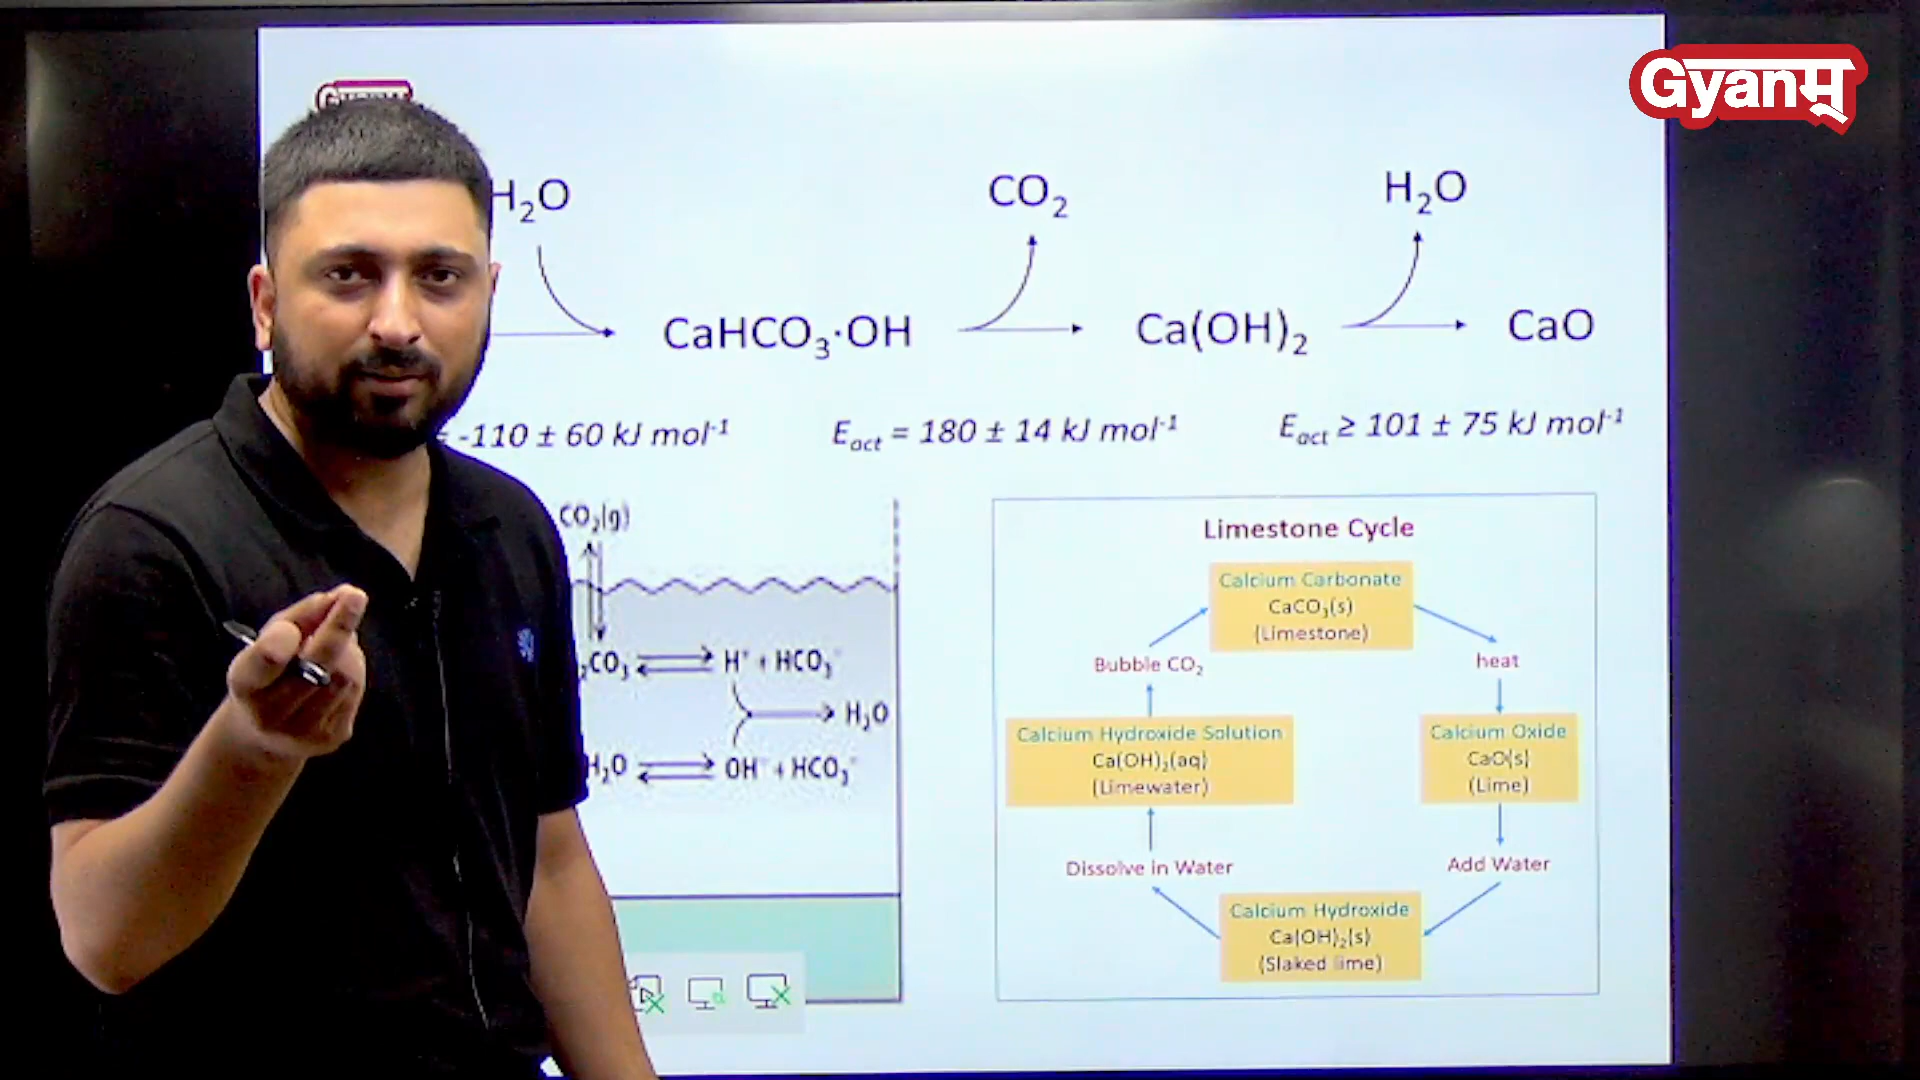 Gyanम्
H₂O
CO₂
H₂O
CaHCO₃·OH
Ca(OH)₂
CaO
-110 ± 60 kJ mol⁻¹
Eact = 180 ± 14 kJ mol⁻¹
Eact ≥ 101 ± 75 kJ mol⁻¹
CO₂(g)
CO₃ ⇌ H⁺ + HCO₃⁻
H₂O
H₂O ⇌ OH⁻ + HCO₃⁻
Limestone Cycle
Calcium Carbonate
CaCO₃(s)
(Limestone)
Bubble CO₂
heat
Calcium Hydroxide Solution
Ca(OH)₂(aq)
(Limewater)
Calcium Oxide
CaO(s)
(Lime)
Dissolve in Water
Add Water
Calcium Hydroxide
Ca(OH)₂(s)
(Slaked lime)